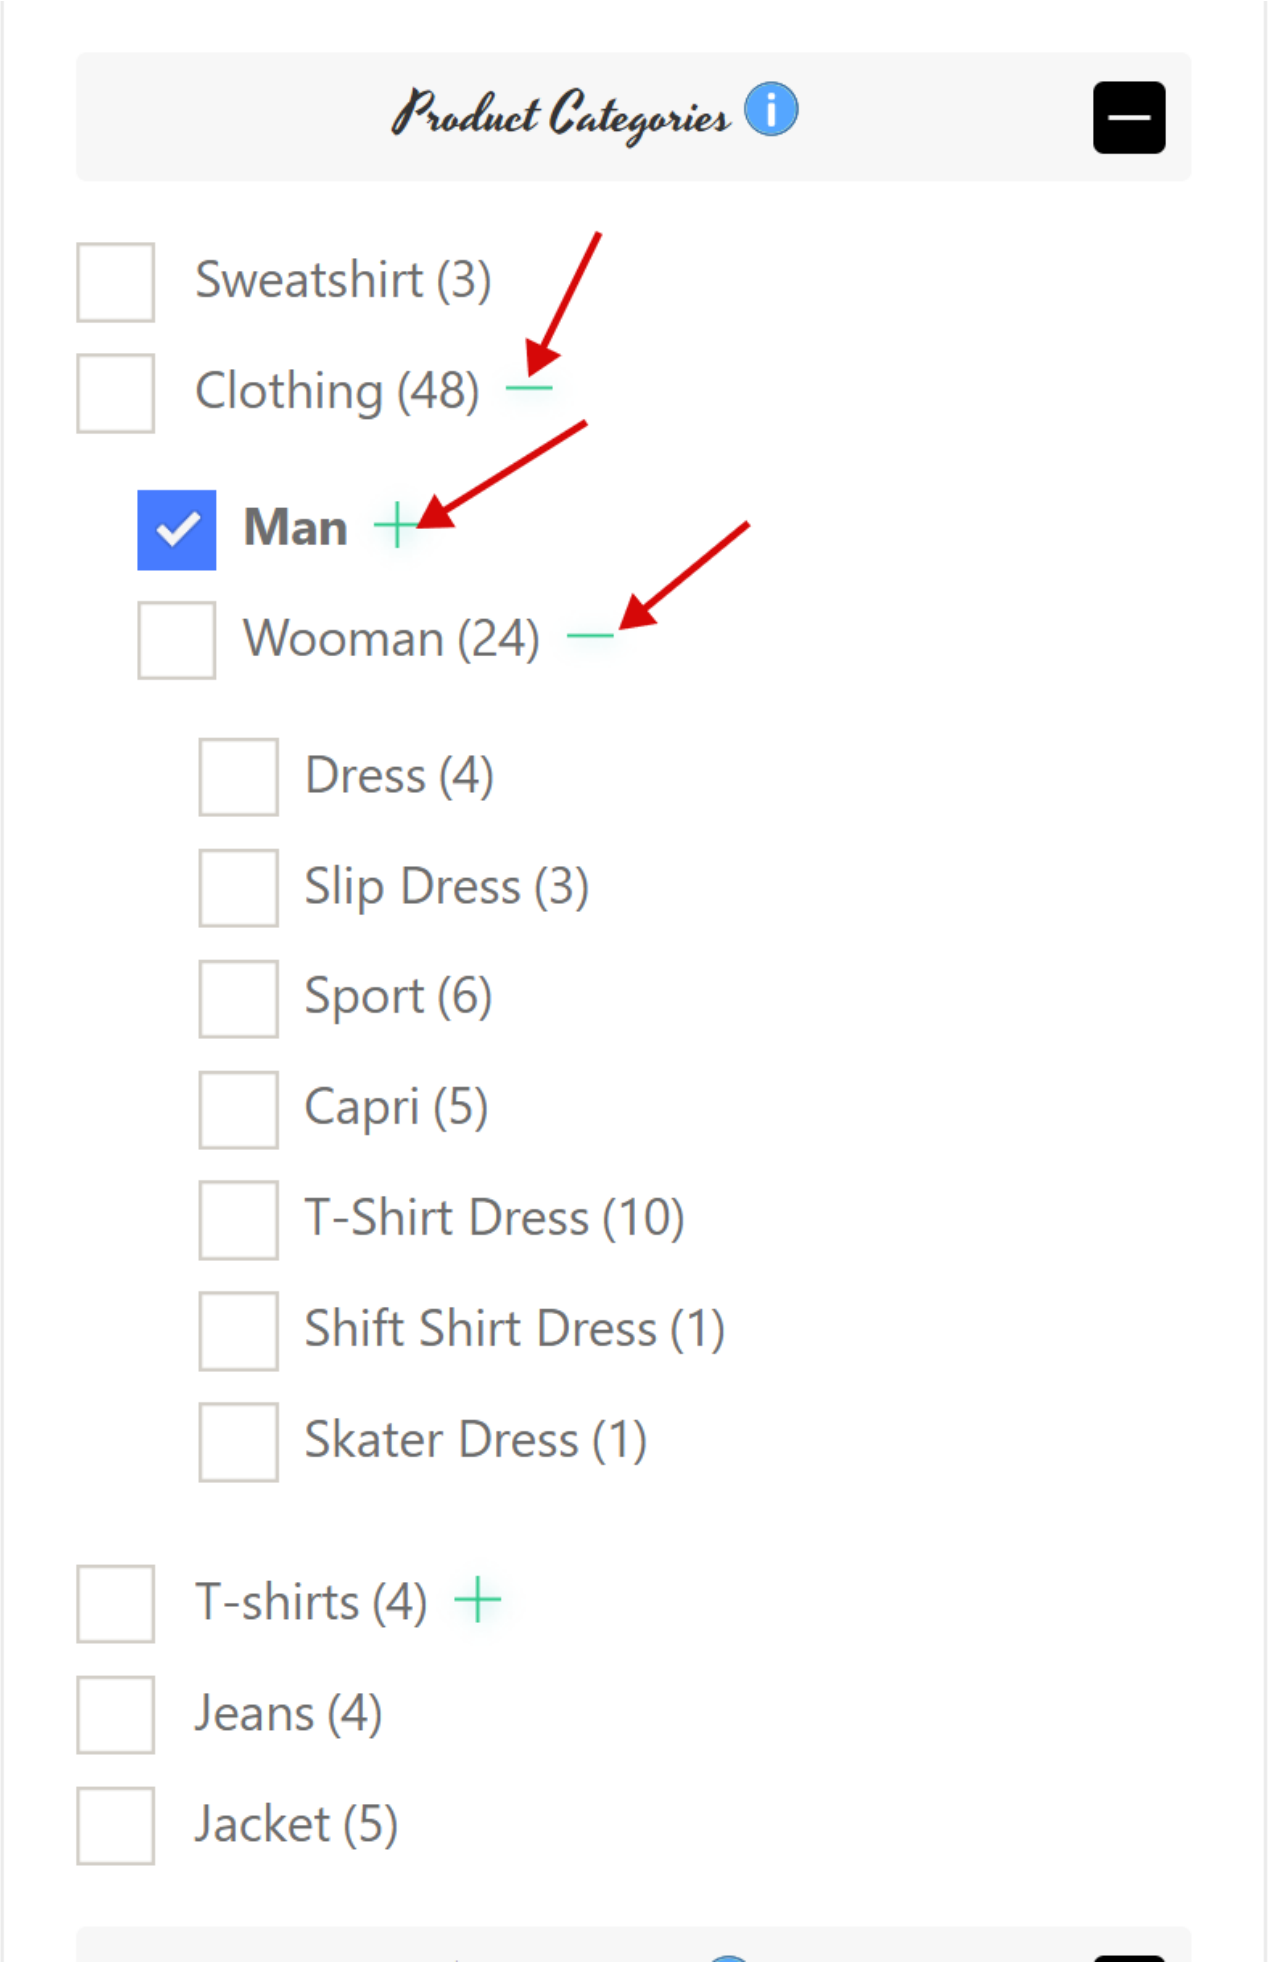 Product Categories
Sweatshirt (3)
Clothing (48)
Man
Wooman (24)
Dress (4)
Slip Dress (3)
Sport (6)
Capri (5)
T-Shirt Dress (10)
Shift Shirt Dress (1)
Skater Dress (1)
T-shirts (4)
Jeans (4)
Jacket (5)